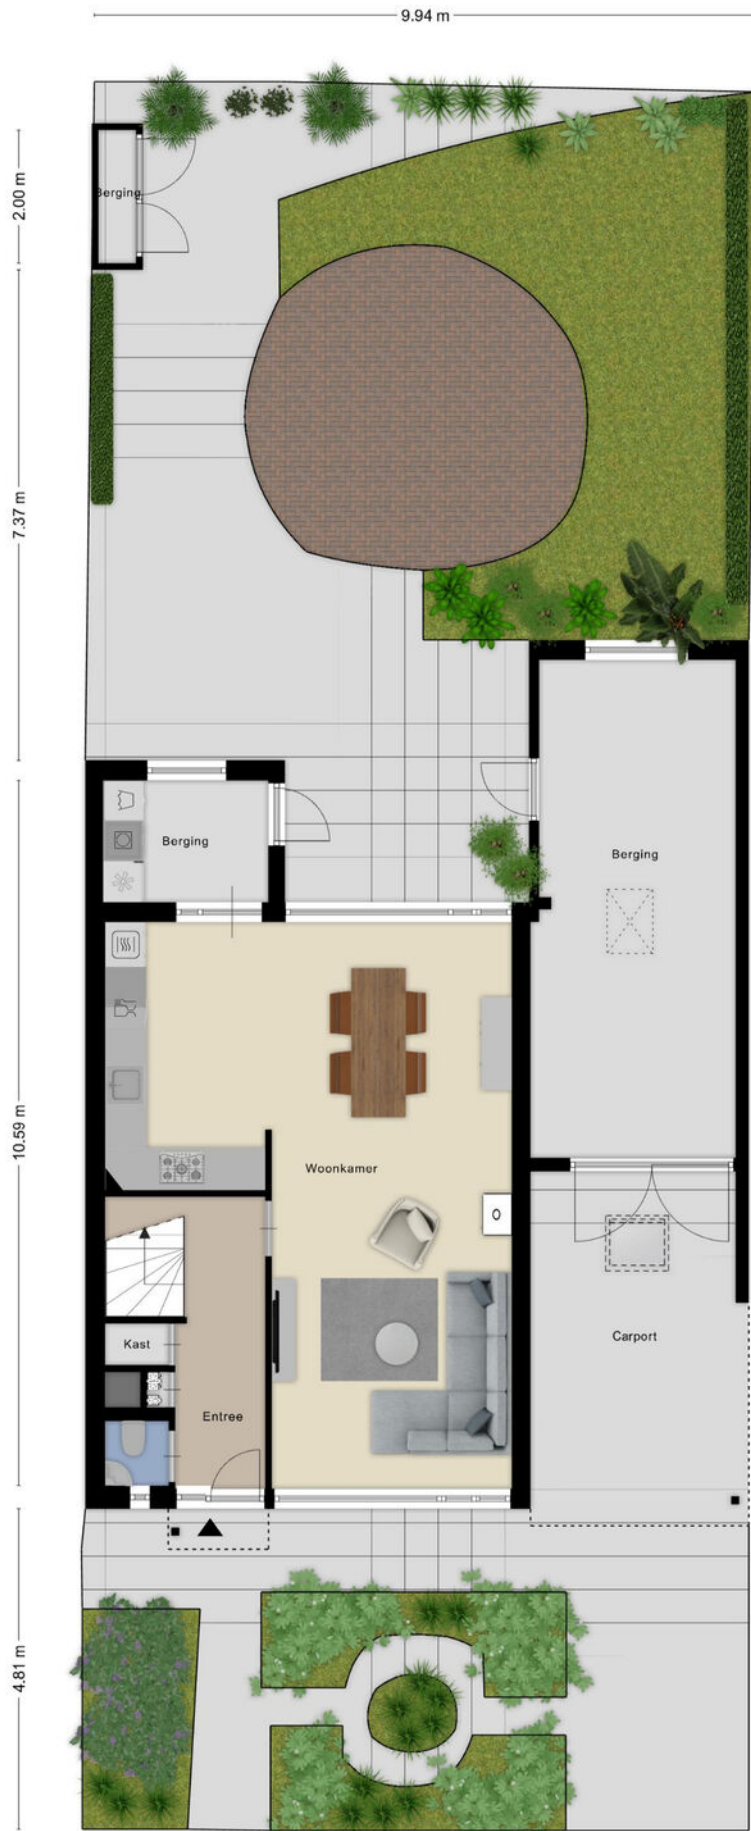 9.94 m
2.00 m
Berging
7.37 m
Berging
Berging
10.59 m
Woonkamer
Kast
Carport
Entree
4.81 m